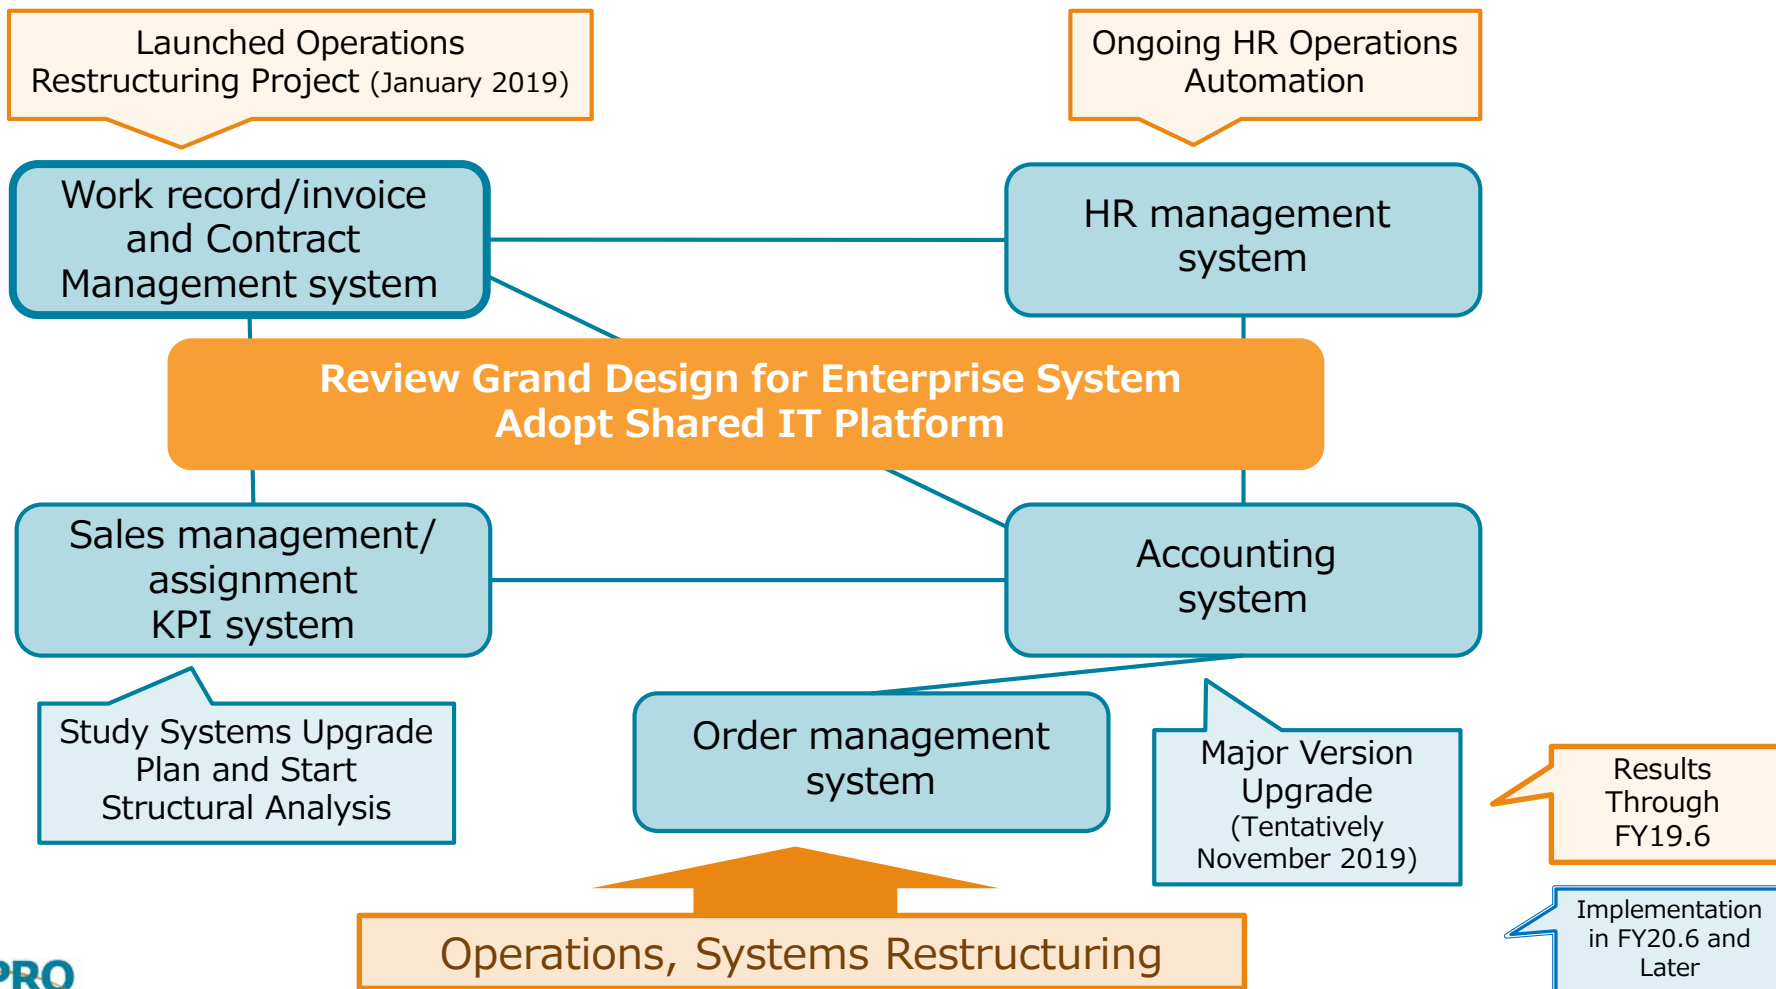 Launched Operations
Restructuring Project (January 2019)
Ongoing HR Operations
Automation
Work record/invoice
and Contract
Management system
HR management
system
Review Grand Design for Enterprise System
Adopt Shared IT Platform
Sales management/
assignment
KPI system
Accounting
system
Study Systems Upgrade
Plan and Start
Structural Analysis
Order management
system
Major Version
Upgrade
(Tentatively
November 2019)
Results
Through
FY19.6
Implementation
in FY20.6 and
Later
Operations, Systems Restructuring
PRO